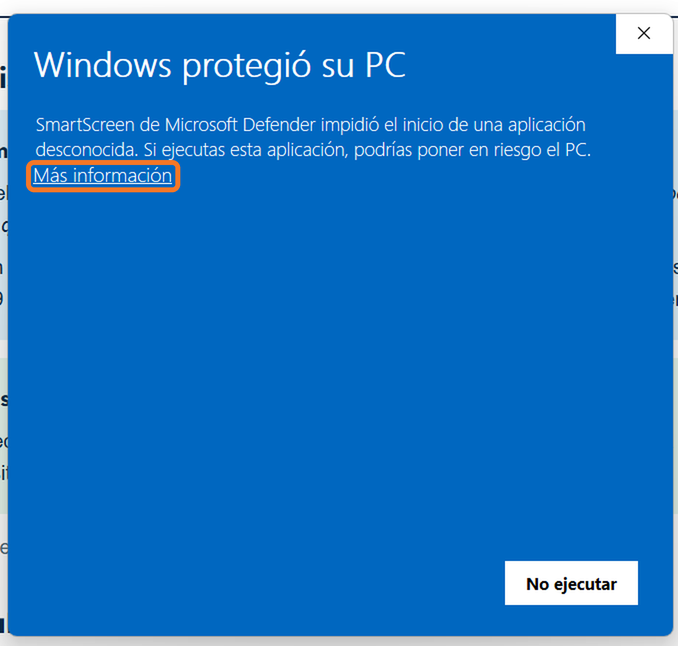 Windows protegió su PC
SmartScreen de Microsoft Defender impidió el inicio de una aplicación
desconocida. Si ejecutas esta aplicación, podrías poner en riesgo el PC.
Más información
No ejecutar